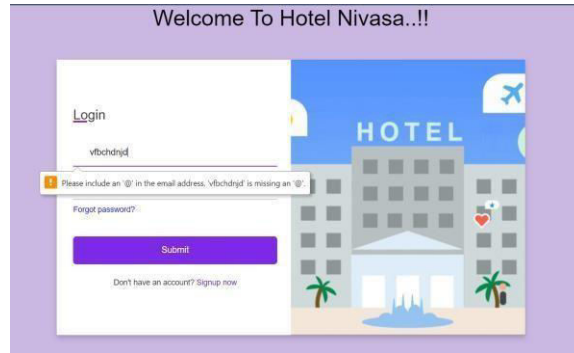 Welcome To Hotel Nivasa..!!
Login
HOTEL
vfbchdnjd
Please include an '@' in the email address. 'vfbchdnjd' is missing an '@'.
Forgot password?
Submit
Don't have an account? Signup now